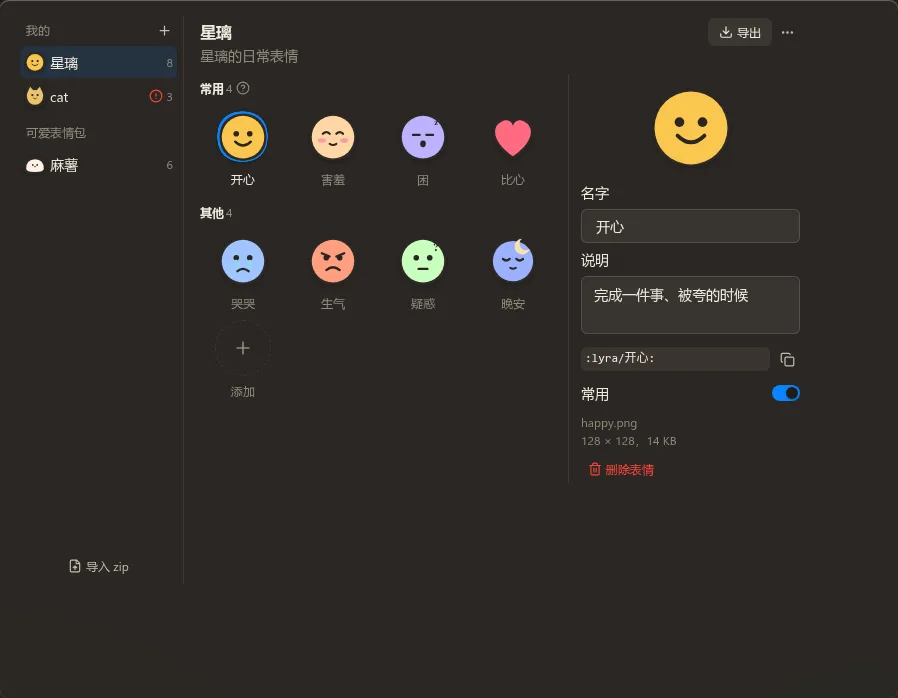 我的
星璃 8
cat 3
可爱表情包
麻薯 6
导入 zip
星璃
星璃的日常表情
导出
常用 4
开心
害羞
困
比心
其他 4
哭哭
生气
疑惑
晚安
添加
名字
开心
说明
完成一件事、被夸的时候
:lyra/开心:
常用
happy.png
128 × 128, 14 KB
删除表情